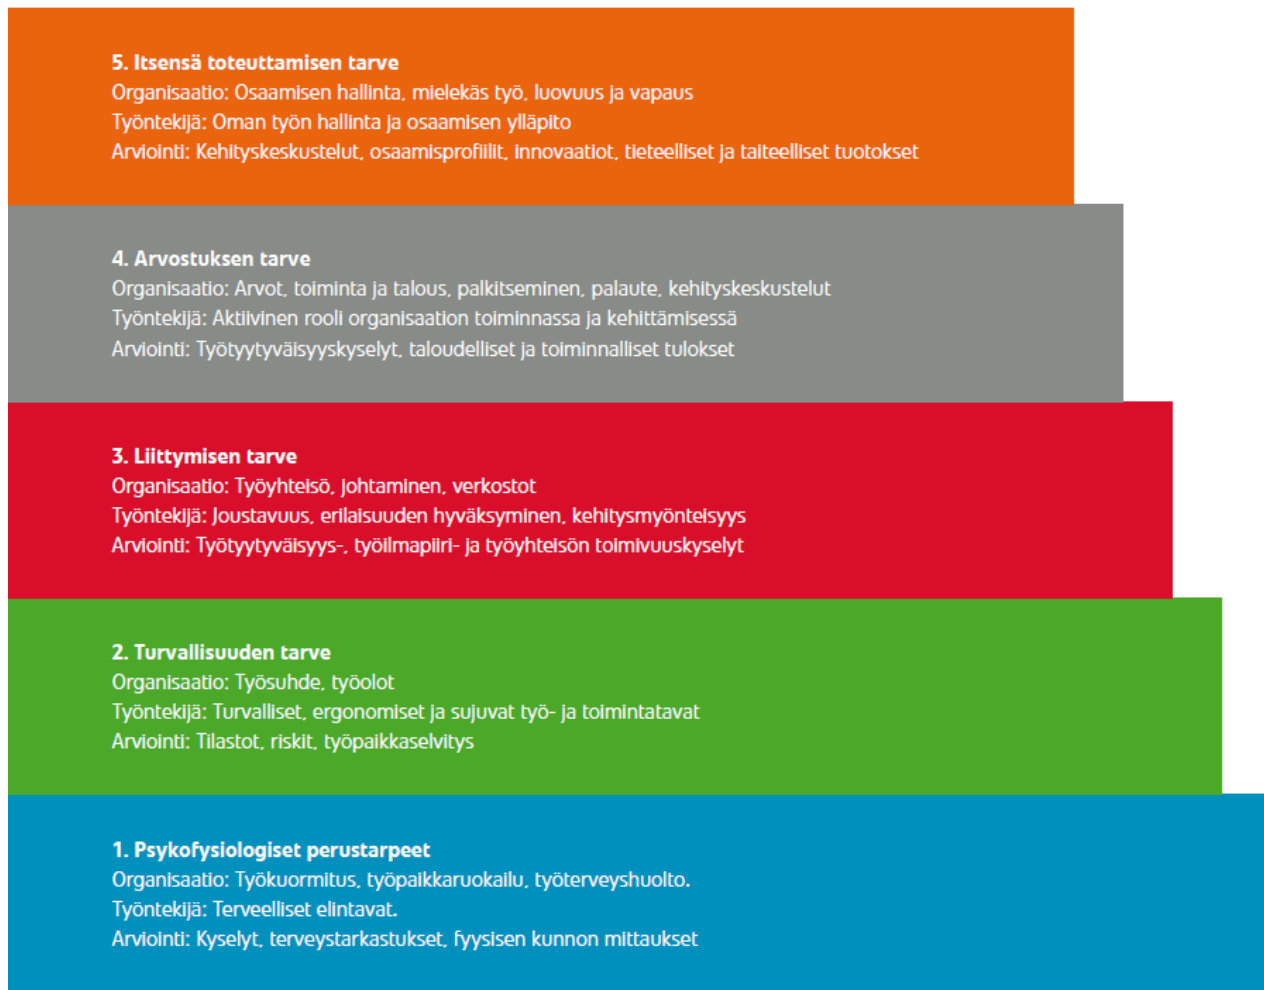 5. Itsensä toteuttamisen tarve
Organisaatio: Osaamisen hallinta, mielekäs työ, luovuus ja vapaus
Työntekijä: Oman työn hallinta ja osaamisen ylläpito
Arviointi: Kehityskeskustelut, osaamisprofiilit, innovaatiot, tieteelliset ja taiteelliset tuotokset
4. Arvostuksen tarve
Organisaatio: Arvot, toiminta ja talous, palkitseminen, palaute, kehityskeskustelut
Työntekijä: Aktiivinen rooli organisaation toiminnassa ja kehittämisessä
Arviointi: Työtyytyväisyyskyselyt, taloudelliset ja toiminnalliset tulokset
3. Liittymisen tarve
Organisaatio: Työyhteisö, johtaminen, verkostot
Työntekijä: Joustavuus, erilaisuuden hyväksyminen, kehitysmyönteisyys
Arviointi: Työtyytyväisyys-, työilmapiiri- ja työyhteisön toimivuuskyselyt
2. Turvallisuuden tarve
Organisaatio: Työsuhde, työolot
Työntekijä: Turvalliset, ergonomiset ja sujuvat työ- ja toimintatavat
Arviointi: Tilastot, riskit, työpaikkaselvitys
1. Psykofysiologiset perustarpeet
Organisaatio: Työkuormitus, työpaikkaruokailu, työterveyshuolto.
Työntekijä: Terveelliset elintavat.
Arviointi: Kyselyt, terveystarkastukset, fyysisen kunnon mittaukset